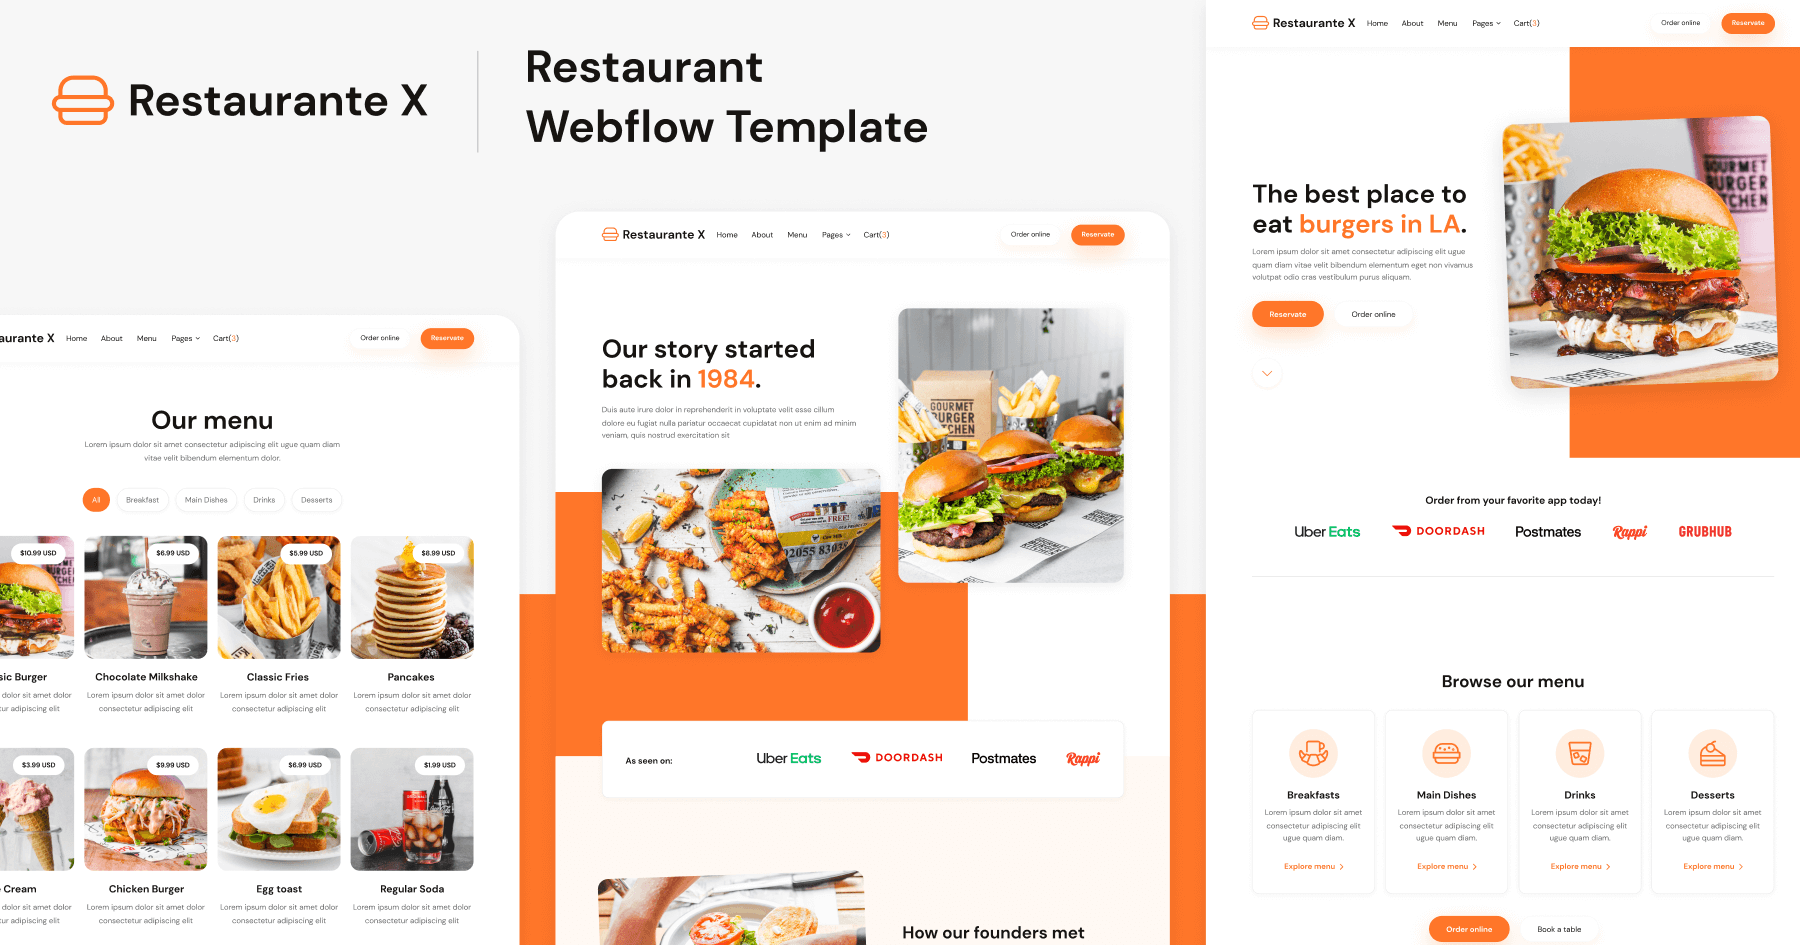 Restaurante X
Restaurant
Webflow Template
aurante X Home About Menu Pages Cart(3) Order online Reservate
Our menu
Lorem ipsum dolor sit amet consectetur adipiscing elit ugue quam diam
vitae velit bibendum elementum dolor.
All Breakfast Main Dishes Drinks Desserts
$10.99 USD $6.99 USD $5.99 USD $8.99 USD
sic Burger Chocolate Milkshake Classic Fries Pancakes
dolor sit amet dolor Lorem ipsum dolor sit amet dolor Lorem ipsum dolor sit amet dolor Lorem ipsum dolor sit amet dolor
tur adipiscing elit consectetur adipiscing elit consectetur adipiscing elit consectetur adipiscing elit
$3.99 USD $9.99 USD $6.99 USD $1.99 USD
Cream Chicken Burger Egg toast Regular Soda
dolor sit amet dolor Lorem ipsum dolor sit amet dolor Lorem ipsum dolor sit amet dolor Lorem ipsum dolor sit amet dolor
tur adipiscing elit consectetur adipiscing elit consectetur adipiscing elit consectetur adipiscing elit
Restaurante X Home About Menu Pages Cart(3) Order online Reservate
Our story started
back in 1984.
Duis aute irure dolor in reprehenderit in voluptate velit esse cillum
dolore eu fugiat nulla pariatur occaecat cupidatat non ut enim ad minim
veniam, quis nostrud exercitation sit
GOURMET
BURGER
KITCHEN
FREE
02055 8303
As seen on: Uber Eats DOORDASH Postmates Rappi
How our founders met
Restaurante X Home About Menu Pages Cart(3) Order online Reservate
The best place to
eat burgers in LA.
Lorem ipsum dolor sit amet consectetur adipiscing elit ugue
quam diam vitae velit bibendum elementum eget non vivamus
volutpat odio cras vestibulum purus aliquam.
Reservate Order online
GOURMET
BURGER
KITCHEN
Order from your favorite app today!
Uber Eats DOORDASH Postmates Rappi GRUBHUB
Browse our menu
Breakfasts Main Dishes Drinks Desserts
Lorem ipsum dolor sit amet Lorem ipsum dolor sit amet Lorem ipsum dolor sit amet Lorem ipsum dolor sit amet
consectetur adipiscing elit consectetur adipiscing elit consectetur adipiscing elit consectetur adipiscing elit
ugue quam diam. ugue quam diam. ugue quam diam. ugue quam diam.
Explore menu Explore menu Explore menu Explore menu
Order online Book a table